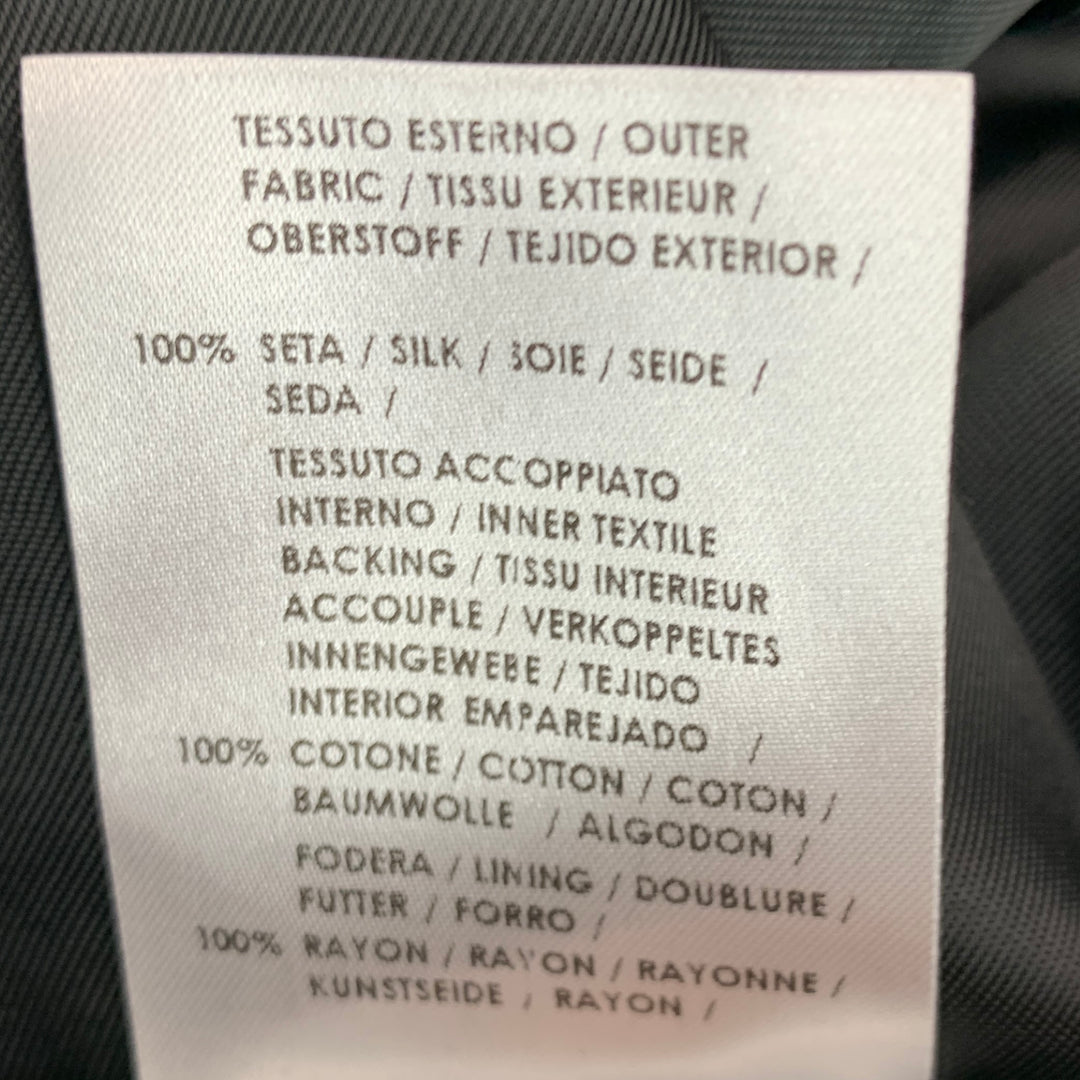 TESSUTO ESTERNO / OUTER
FABRIC / TISSU EXTERIEUR /
OBERSTOFF / TEJIDO EXTERIOR /
100% SETA / SILK / SOIE / SEIDE /
SEDA /
TESSUTO ACCOPPIATO
INTERNO / INNER TEXTILE
BACKING / TISSU INTERIEUR
ACCOUPLE / VERKOPPELTES
INNENGEWEBE / TEJIDO
INTERIOR EMPAREJADO /
100% COTONE / COTTON / COTON /
BAUMWOLLE / ALGODON /
FODERA / LINING / DOUBLURE /
FUTTER / FORRO /
100% RAYON / RAYON / RAYONNE /
KUNSTSEIDE / RAYON /